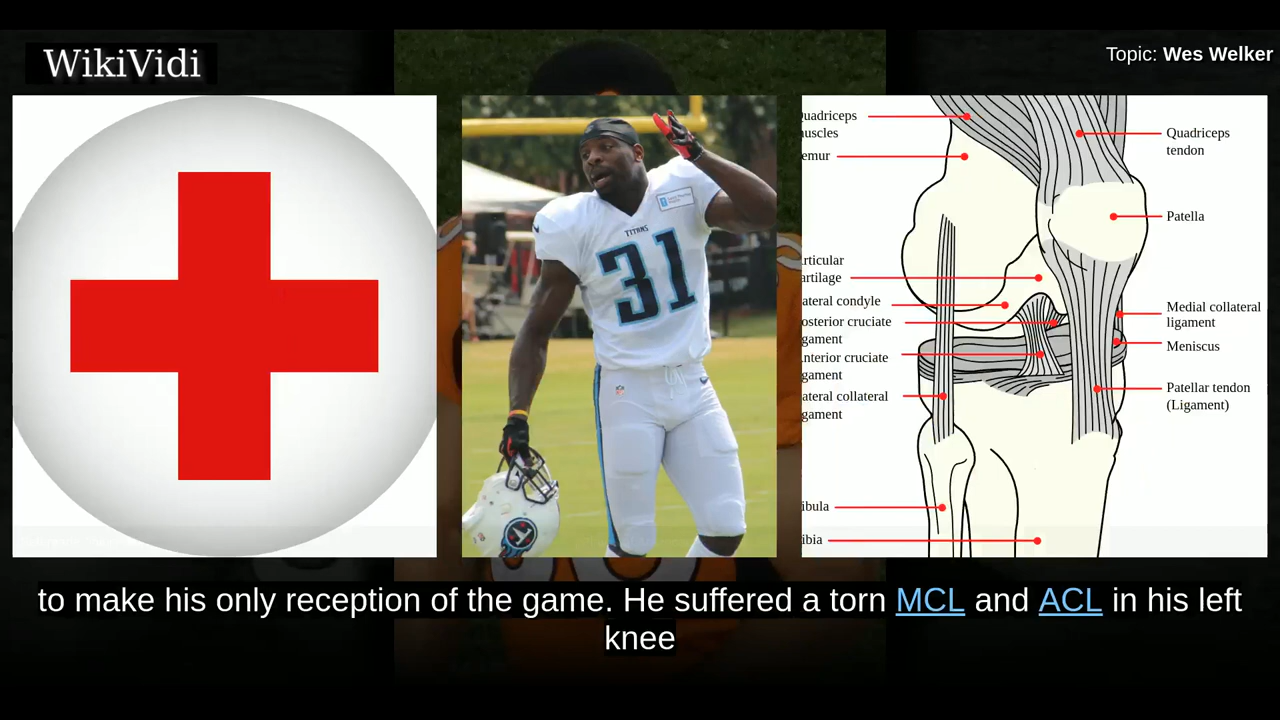 WikiVidi
Topic: Wes Welker
TITANS
31
uadriceps
uscles
emur
rticular
artilage
ateral condyle
osterior cruciate
gament
nterior cruciate
gament
ateral collateral
gament
ibula
ibia
Quadriceps
tendon
Patella
Medial collateral
ligament
Meniscus
Patellar tendon
(Ligament)
to make his only reception of the game. He suffered a torn MCL and ACL in his left
knee